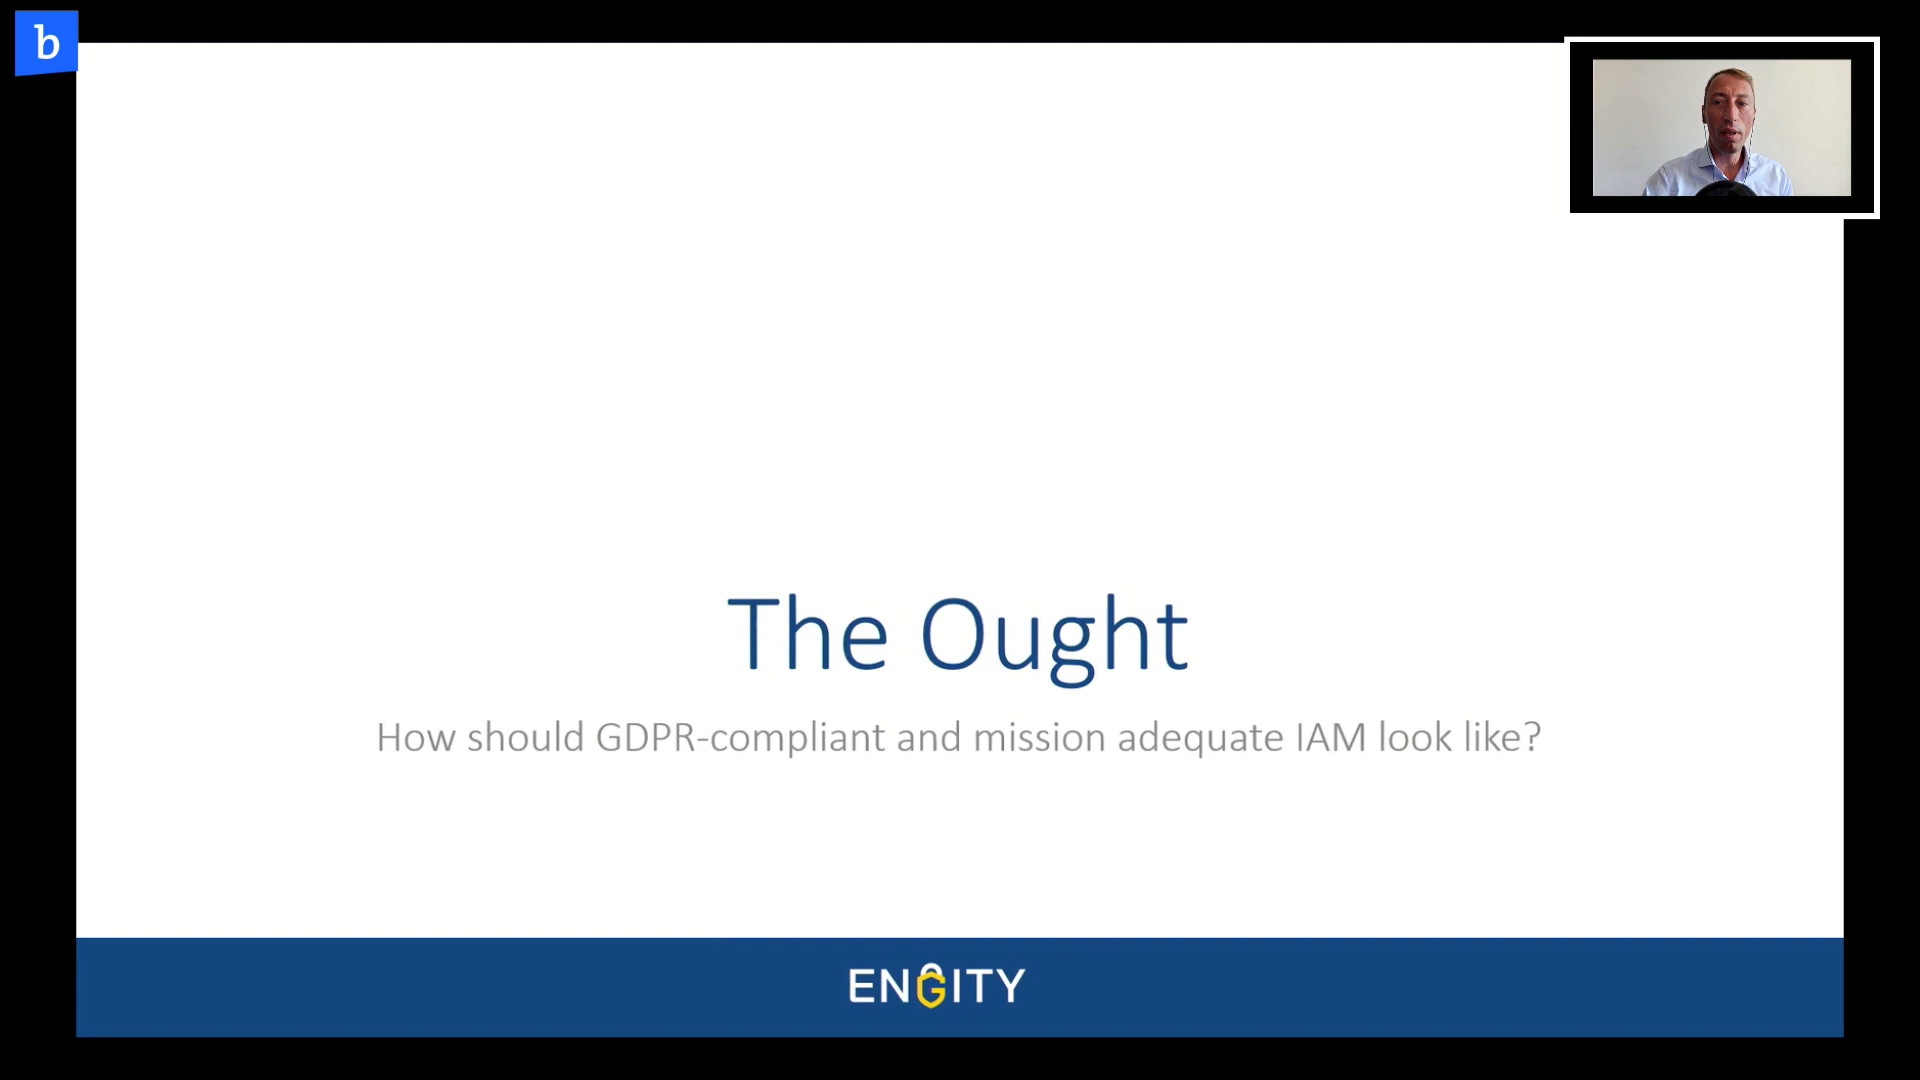 b
The Ought
How should GDPR-compliant and mission adequate IAM look like?
ENGITY